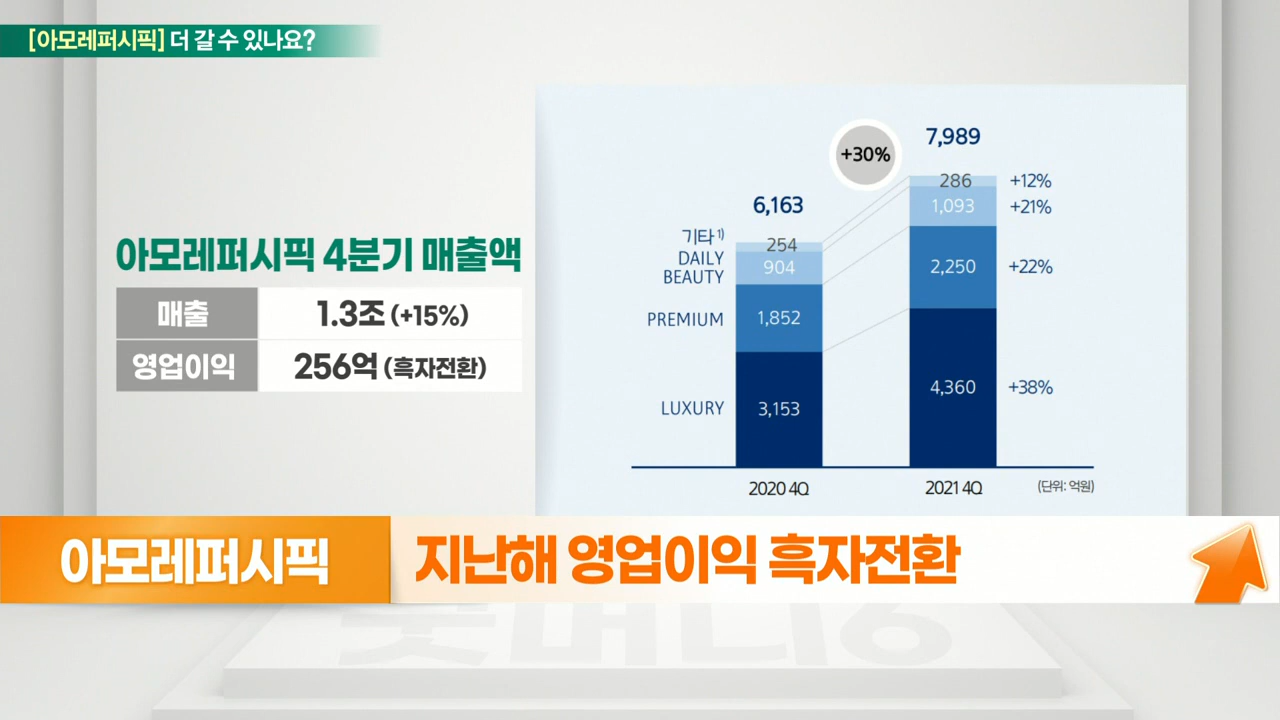 [아모레퍼시픽] 더 갈 수 있나요?
아모레퍼시픽 4분기 매출액
매출 1.3조 (+15%)
영업이익 256억 (흑자전환)
+30%
6,163
7,989
기타1)
254
286
+12%
DAILY
BEAUTY
904
1,093
+21%
PREMIUM
1,852
2,250
+22%
LUXURY
3,153
4,360
+38%
2020 4Q
2021 4Q
(단위: 억원)
아모레퍼시픽
지난해 영업이익 흑자전환